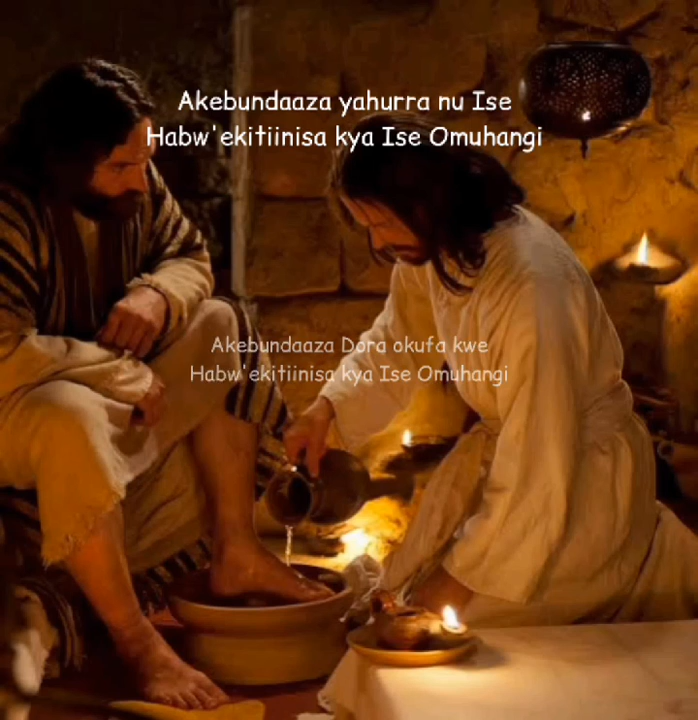 Akebundaaza yahurra nu Ise
Habw'ekitiinisa kya Ise Omuhangi
Akebundaaza Dora okufa kwe
Habw'ekitiinisa kya Ise Omuhangi